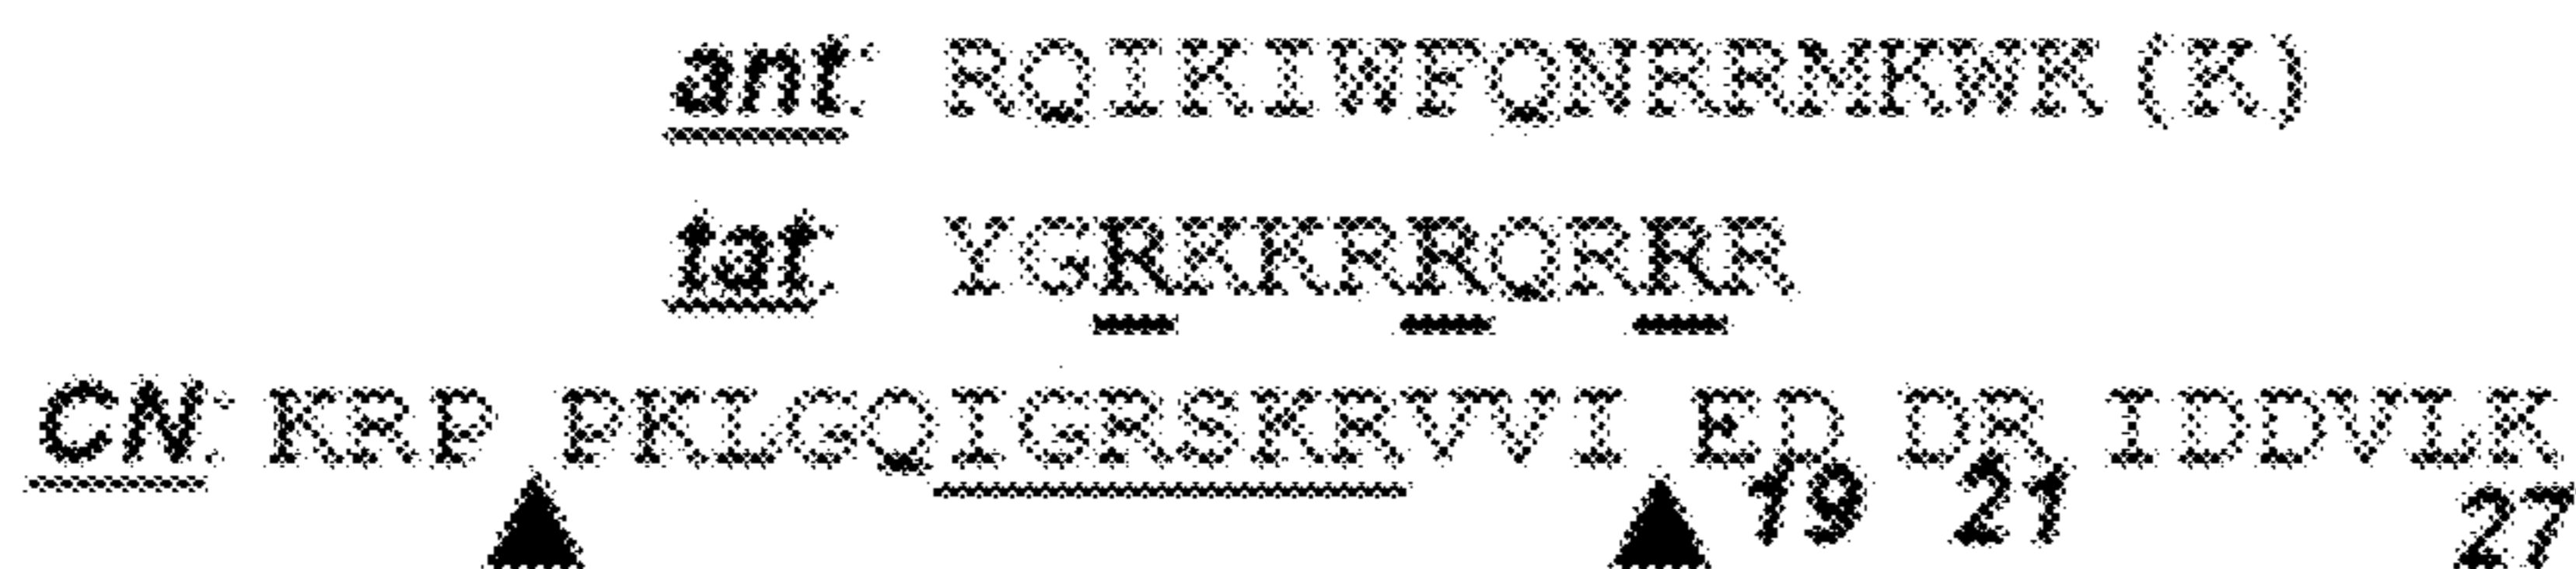 ant: RQIKIWFQNRRMKWK (K)
tat: YGRKKRRQRRR
CN: KRP PKLGQIGRSKRVVI ED DR IDDVLK
19 21 27